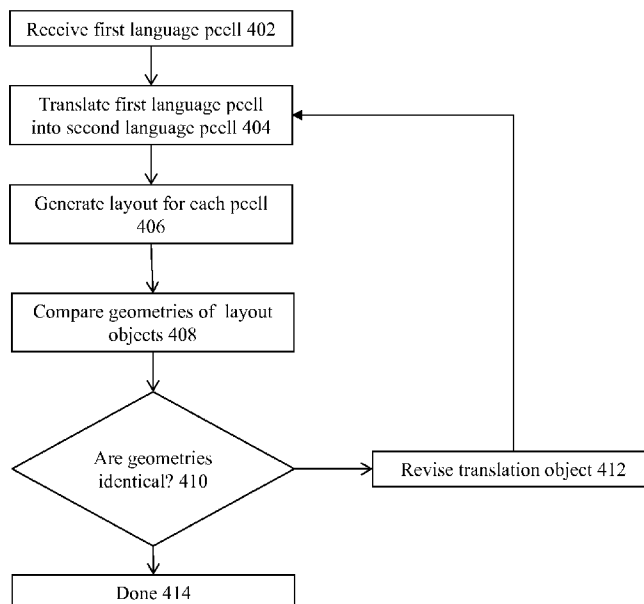 Receive first language pcell 402
Translate first language pcell
into second language pcell 404
Generate layout for each pcell
406
Compare geometries of layout
objects 408
Are geometries
identical? 410
Revise translation object 412
Done 414